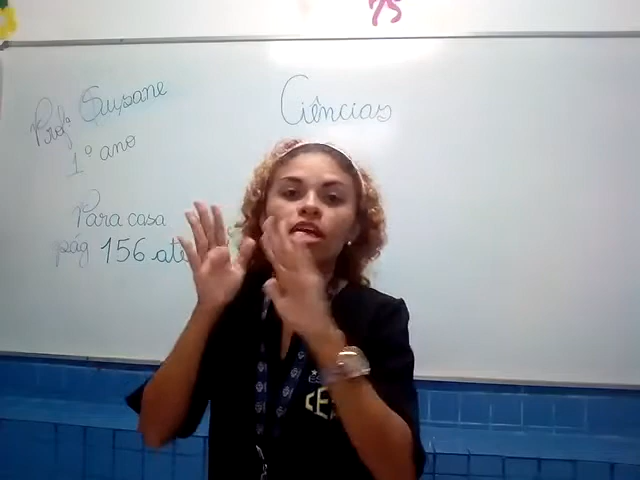 Profª Suzane
1º ano
Ciências
Para casa
pág 156 até